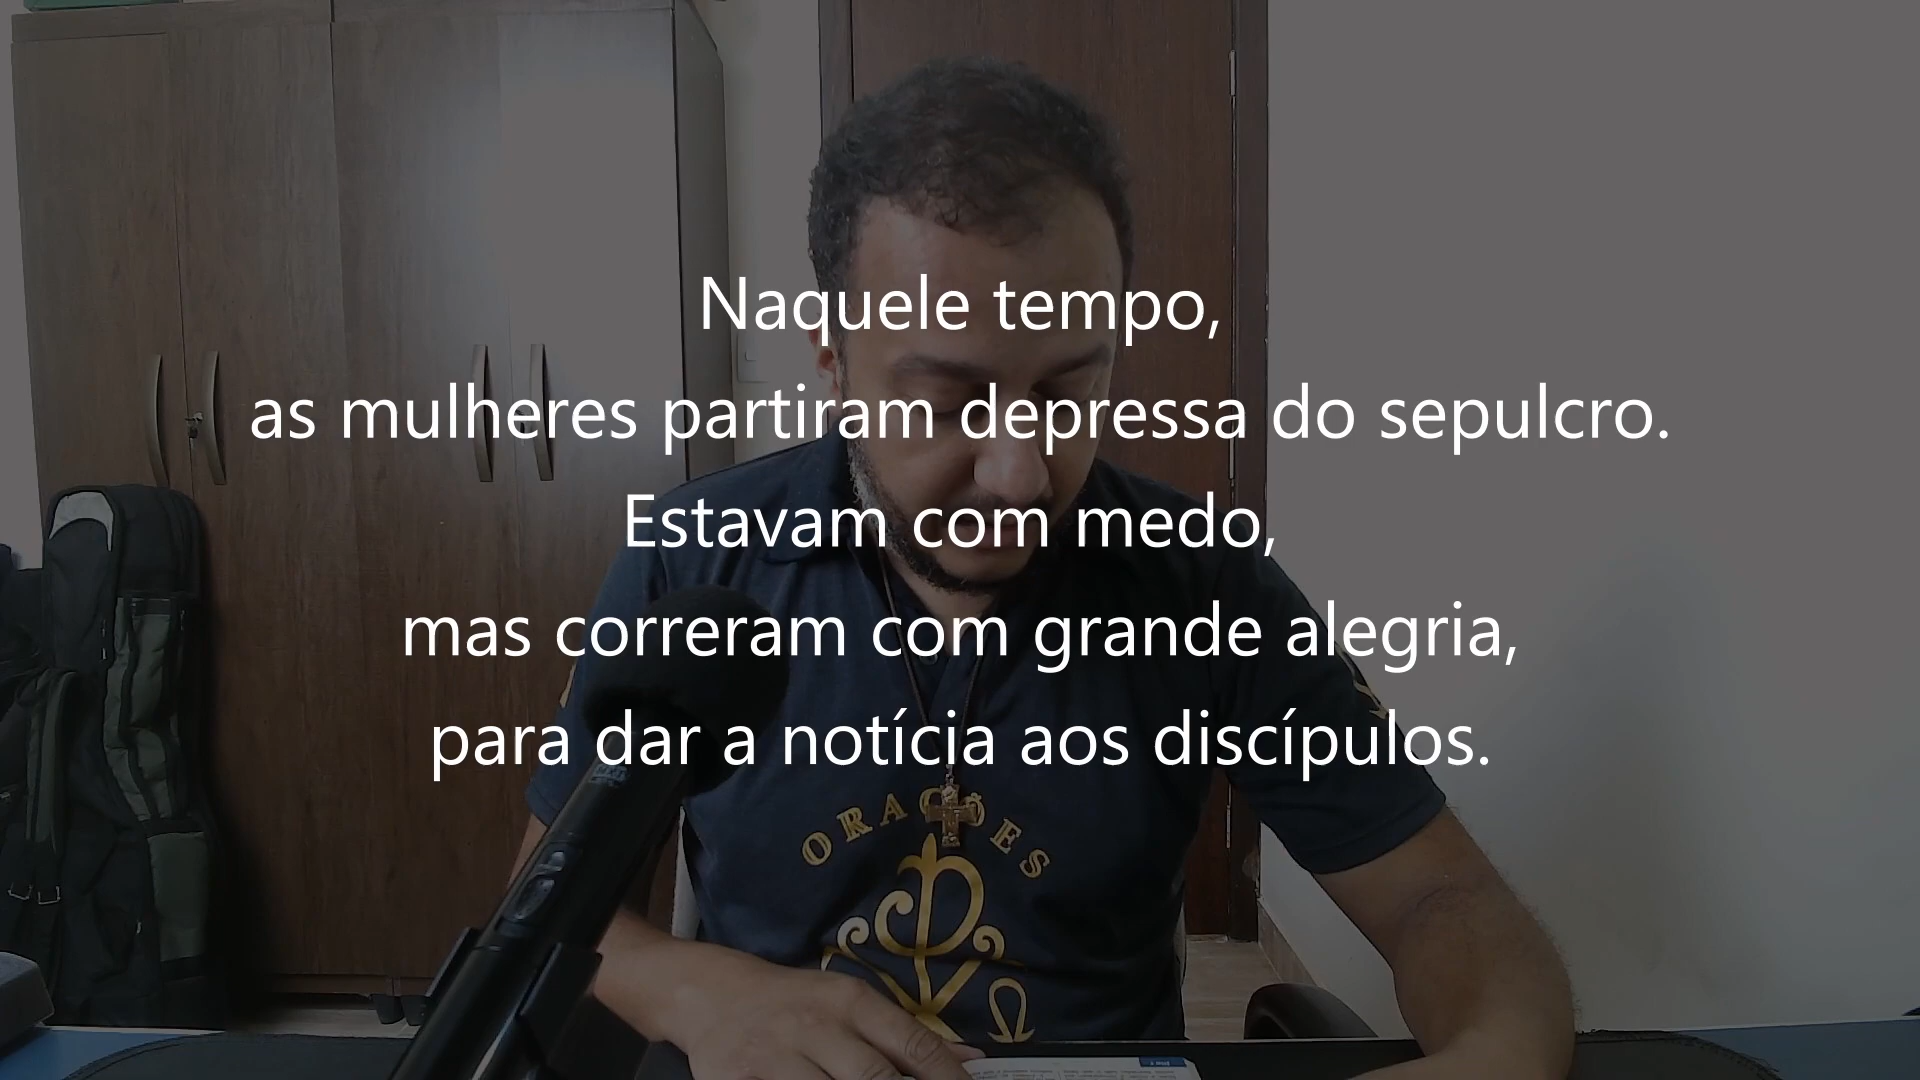 Naquele tempo,
as mulheres partiram depressa do sepulcro.
Estavam com medo,
mas correram com grande alegria,
para dar a notícia aos discípulos.
ORAÇÕES